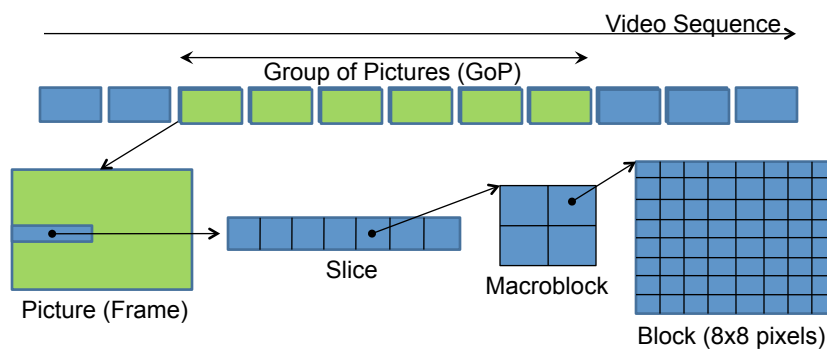 Video Sequence
Group of Pictures (GoP)
Slice
Macroblock
Picture (Frame)
Block (8x8 pixels)